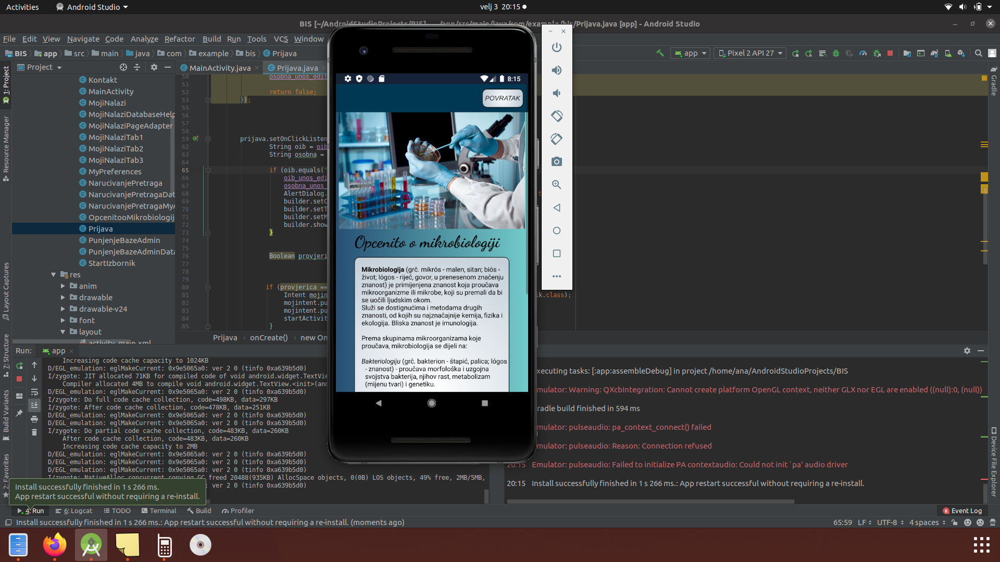 Activities
Android Studio
velj 3 20:15
BIS [~/AndroidStudioProjects/BIS] - .../app/src/main/java/com/example/bis/Prijava.java [app] - Android Studio
File Edit View Navigate Code Analyze Refactor Build Run Tools VCS Window
BIS app src main java com example bis Prijava
app
Pixel 2 API 27
Project
MainActivity.java
Prijava.java
1: Project
Resource Manager
Layout Captures
7: Structure
Build Variants
2: Favorites
Gradle
Device File Explorer
Kontakt
MainActivity
MojiNalazi
MojiNalaziDatabaseHelp
MojiNalaziPageAdapter
MojiNalaziTab1
MojiNalaziTab2
MojiNalaziTab3
MyPreferences
NarucivanjePretraga
NarucivanjePretragaDat
NarucivanjePretragaMyA
OpcenitooMikrobiologij
Prijava
PunjenjeBazeAdmin
PunjenjeBazeAdminData
StartIzbornik
res
anim
drawable
drawable-v24
font
layout
activity_main.xml
50 osobna_unos_edit
51
52 return false;
53 });
55
56
57
58
59 prijava.setOnClickListen
62 String oib = oib
63 String osobna =
64
65 if (oib.equals("
66 oib_unos_edi
67 osobna_unos_
68 AlertDialog.
69 builder.setC
70 builder.setT
71 builder.setM
72 builder.show
73 }
74
75
76 Boolean provjeri
77
78
79
80 if (provjerica ==
81 Intent mojin
82 mojintent.pu
83 mojintent.pu
84 startActivit
85 }
t
k.class);
Prijava onCreate() new On
8:15
POVRATAK
Opcenito o mikrobiologiji
Mikrobiologija (grč. mikrós - malen, sitan; biós -
život; lógos - riječ, govor, u prenesenom značenju
znanost) je primijenjena znanost koja proučava
mikroorganizme ili mikrobe, koji su premali da bi
se uočili ljudskim okom.
Služi se dostignućima i metodama drugih
znanosti, od kojih su najznačajnije kemija, fizika i
ekologija. Bliska znanost je imunologija.
Prema skupinama mikroorganizama koje
proučava, mikrobiologija se dijeli na:
Bakteriologiju (grč. bakterion - štapić, palica; lógos
- znanost) - proučava morfološka i uzgojna
svojstva bakterija, njihov rast, metabolizam
(mijenu tvari) i genetiku.
Run: app
Increasing code cache capacity to 1024KB
D/EGL_emulation: eglMakeCurrent: 0x9e5065a0: ver 2 0 (tinfo 0xa639b5d0)
I/zygote: JIT allocated 71KB for compiled code of void android.widget.TextVie
Compiler allocated 4MB to compile void android.widget.TextView.<init>(and
D/EGL_emulation: eglMakeCurrent: 0x9e5065a0: ver 2 0 (tinfo 0xa639b5d0)
I/zygote: Do full code cache collection, code=498KB, data=297KB
I/zygote: After code cache collection, code=478KB, data=251KB
D/EGL_emulation: eglMakeCurrent: 0x9e5065a0: ver 2 0 (tinfo 0xa639b5d0)
D/EGL_emulation: eglMakeCurrent: 0x9e5065a0: ver 2 0 (tinfo 0xa639b5d0)
I/zygote: Do partial code cache collection, code=483KB, data=260KB
After code cache collection, code=483KB, data=260KB
Increasing code cache capacity to 2MB
D/EGL_emulation: eglMakeCurrent: 0x9e5065a0: ver 2 0 (tinfo 0xa639b5d0)
D/EGL_emulation: eglMakeCurrent: 0x9e5065a0: ver 2 0 (tinfo 0xa639b5d0)
D/EGL_emulation: eglMakeCurrent: 0x9e5065a0: ver 2 0 (tinfo 0xa639b5d0)
I/zygote: NativeAlloc concurrent copying GC freed 20488(935KB) AllocSpace objects, 0(0B) LOS objects, 49% free, 2MB/5MB,
ver 2 0 (tinfo 0xa639b5d0)
Install successfully finished in 1 s 266 ms.
App restart successful without requiring a re-install.
xecuting tasks: [:app:assembleDebug] in project /home/ana/AndroidStudioProjects/BIS
mulator: Warning: QXcbIntegration: Cannot create platform OpenGL context, neither GLX nor EGL are enabled ((null):0, (null))
radle build finished in 594 ms
mulator: pulseaudio: pa_context_connect() failed
mulator: pulseaudio: Reason: Connection refused
20:15 Emulator: pulseaudio: Failed to initialize PA contextaudio: Could not init `pa' audio driver
20:15 Install successfully finished in 1 s 266 ms.: App restart successful without requiring a re-install.
4: Run 6: Logcat TODO Terminal Build Profiler
8 Event Log
Install successfully finished in 1 s 266 ms.: App restart successful without requiring a re-install. (moments ago)
65:59 LF UTF-8 4 spaces